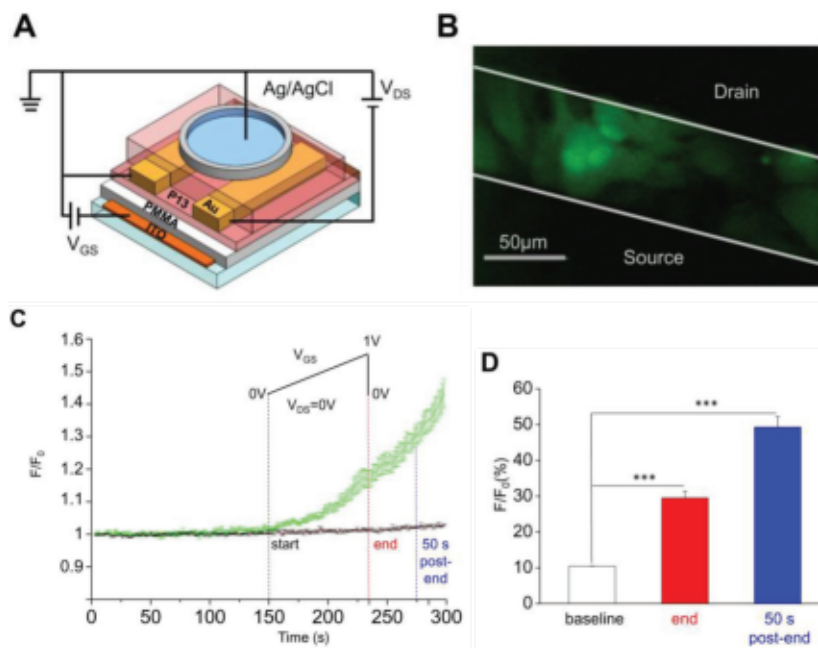 A
Ag/AgCl
V_DS
P13
Au
PMMA
ITO
V_GS
B
Drain
50μm
Source
C
1.6
1.5
1.4
1.3
1.2
1.1
1
0.9
F/F₀
V_GS
1V
0V
0V
V_DS=0V
start
end
50 s
post-
end
0
50
100
150
200
250
300
Time (s)
D
60
50
40
30
20
10
0
F/F₀(%)
***
***
baseline
end
50 s
post-end